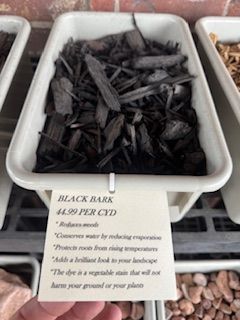 BLACK BARK
44.99 PER CYD
*Reduces weeds
*Conserves water by reducing evaporation
*Protects roots from rising temperatures
*Adds a brilliant look to your landscape
*The dye is a vegetable stain that will not
harm your ground or your plants